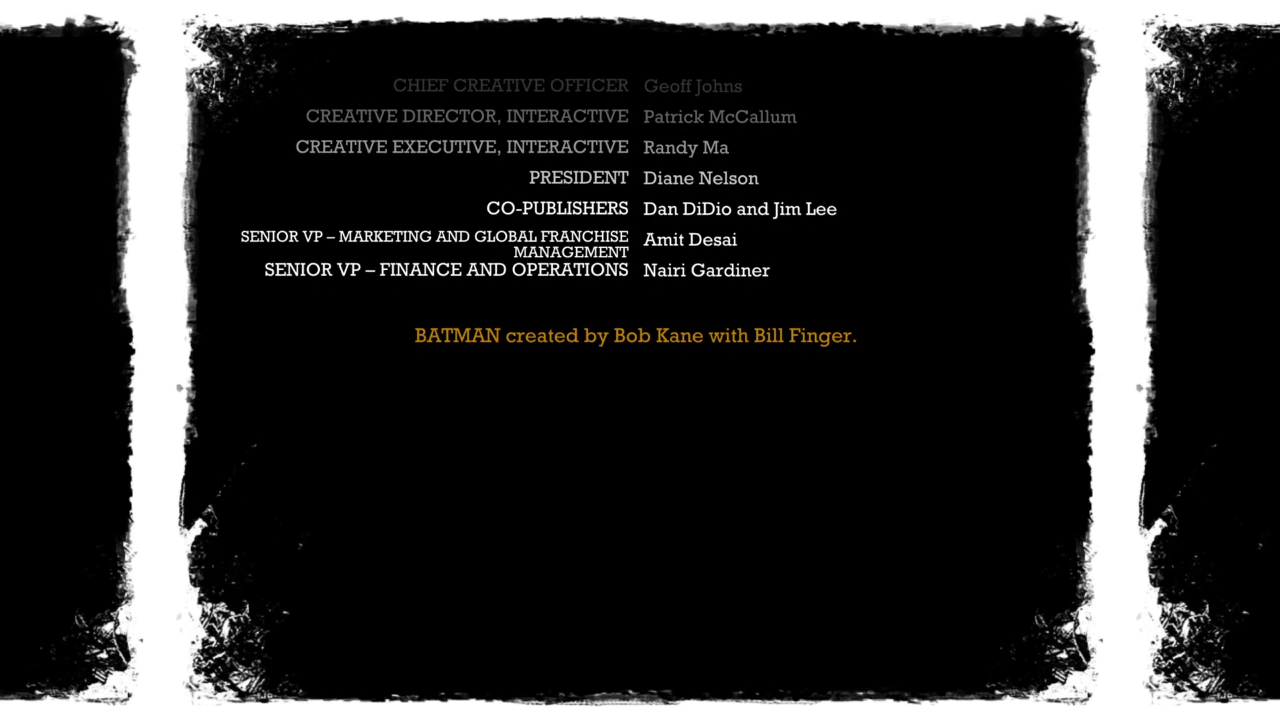 CHIEF CREATIVE OFFICER Geoff Johns
CREATIVE DIRECTOR, INTERACTIVE Patrick McCallum
CREATIVE EXECUTIVE, INTERACTIVE Randy Ma
PRESIDENT Diane Nelson
CO-PUBLISHERS Dan DiDio and Jim Lee
SENIOR VP – MARKETING AND GLOBAL FRANCHISE Amit Desai
MANAGEMENT
SENIOR VP – FINANCE AND OPERATIONS Nairi Gardiner
BATMAN created by Bob Kane with Bill Finger.